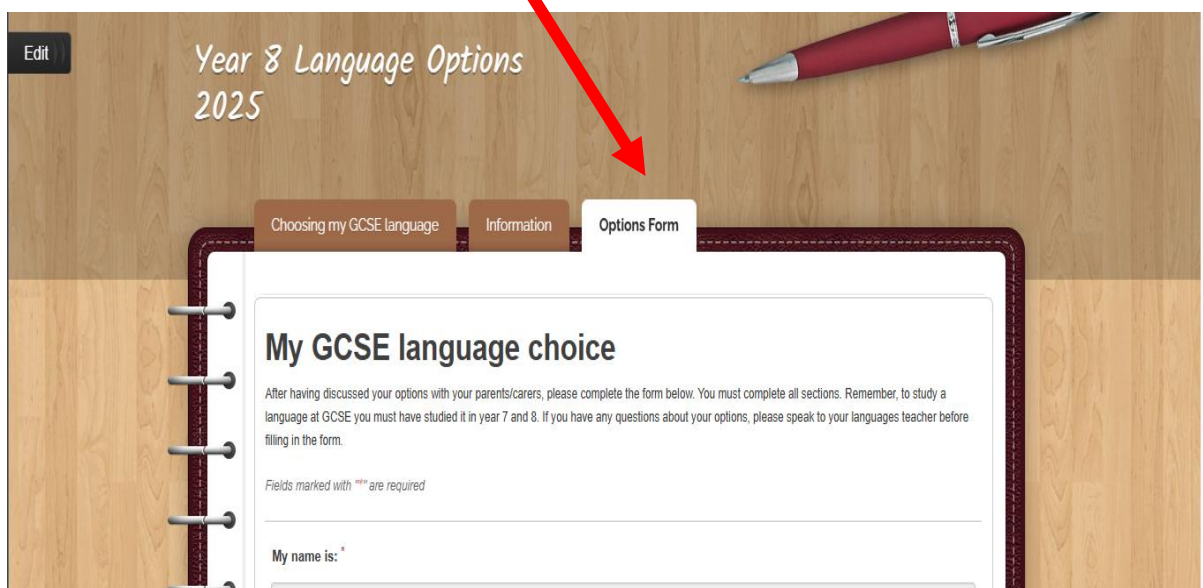 Edit
Year 8 Language Options
2025
Choosing my GCSE language
Information
Options Form
My GCSE language choice
After having discussed your options with your parents/carers, please complete the form below. You must complete all sections. Remember, to study a
language at GCSE you must have studied it in year 7 and 8. If you have any questions about your options, please speak to your languages teacher before
filling in the form.
Fields marked with "*" are required
My name is: *